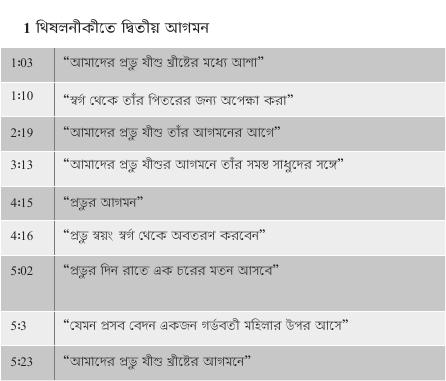 1 থিষলনীকীতে দ্বিতীয় আগমন
1:03 “আমাদের প্রভু যীশু খ্রীষ্টের মধ্যে আশা”
1:10 “স্বর্গ থেকে তাঁর পিতরের জন্য অপেক্ষা করা”
2:19 “আমাদের প্রভু যীশু তাঁর আগমনের আগে”
3:13 “আমাদের প্রভু যীশুর আগমনে তাঁর সমস্ত সাধুদের সঙ্গে”
4:15 “প্রভুর আগমন”
4:16 “প্রভু স্বয়ং স্বর্গ থেকে অবতরণ করবেন”
5:02 “প্রভুর দিন রাতে এক চরের মতন আসবে”
5:3 “যেমন প্রসব বেদন একজন গর্ভবতী মহিলার উপর আসে”
5:23 “আমাদের প্রভু যীশু খ্রীষ্টের আগমনে”